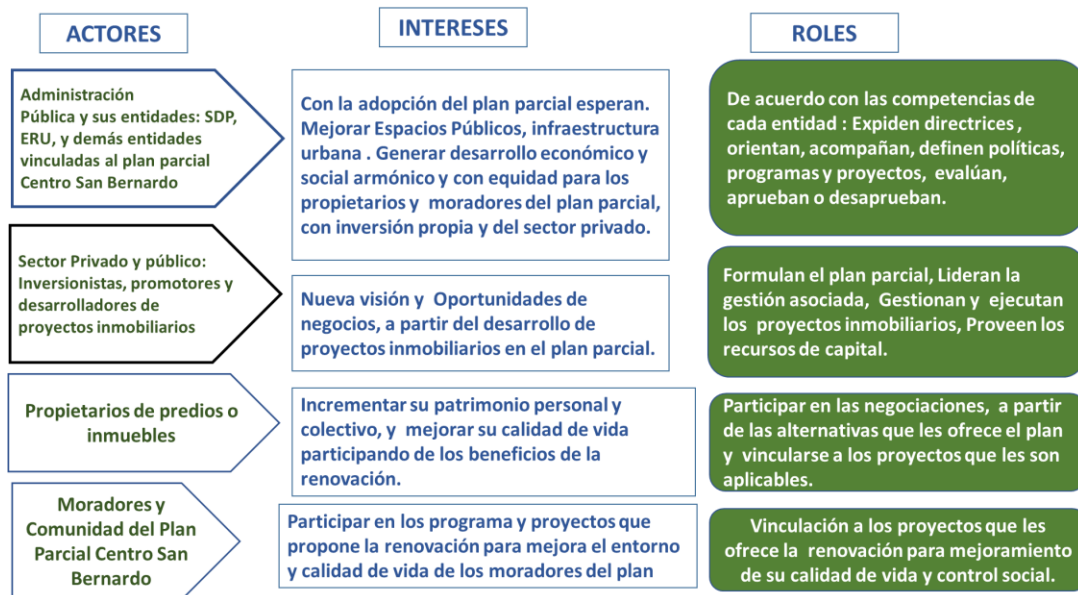 ACTORES
INTERESES
ROLES
Administración
Pública y sus entidades: SDP,
ERU, y demás entidades
vinculadas al plan parcial
Centro San Bernardo
Con la adopción del plan parcial esperan.
Mejorar Espacios Públicos, infraestructura
urbana . Generar desarrollo económico y
social armónico y con equidad para los
propietarios y moradores del plan parcial,
con inversión propia y del sector privado.
De acuerdo con las competencias de
cada entidad : Expiden directrices ,
orientan, acompañan, definen políticas,
programas y proyectos, evalúan,
aprueban o desaprueban.
Sector Privado y público:
Inversionistas, promotores y
desarrolladores de
proyectos inmobiliarios
Nueva visión y Oportunidades de
negocios, a partir del desarrollo de
proyectos inmobiliarios en el plan parcial.
Formulan el plan parcial, Lideran la
gestión asociada, Gestionan y ejecutan
los proyectos inmobiliarios, Proveen los
recursos de capital.
Propietarios de predios o
inmuebles
Incrementar su patrimonio personal y
colectivo, y mejorar su calidad de vida
participando de los beneficios de la
renovación.
Participar en las negociaciones, a partir
de las alternativas que les ofrece el plan
y vincularse a los proyectos que les son
aplicables.
Moradores y
Comunidad del Plan
Parcial Centro San
Bernardo
Participar en los programa y proyectos que
propone la renovación para mejora el entorno
y calidad de vida de los moradores del plan
Vinculación a los proyectos que les
ofrece la renovación para mejoramiento
de su calidad de vida y control social.